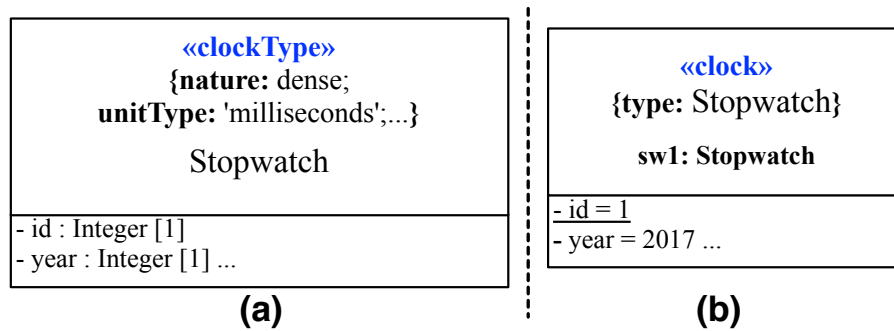 «clockType»
{nature: dense;
unitType: 'milliseconds';...}
Stopwatch
- id : Integer [1]
- year : Integer [1] ...
(a)
«clock»
{type: Stopwatch}
sw1: Stopwatch
- id = 1
- year = 2017 ...
(b)